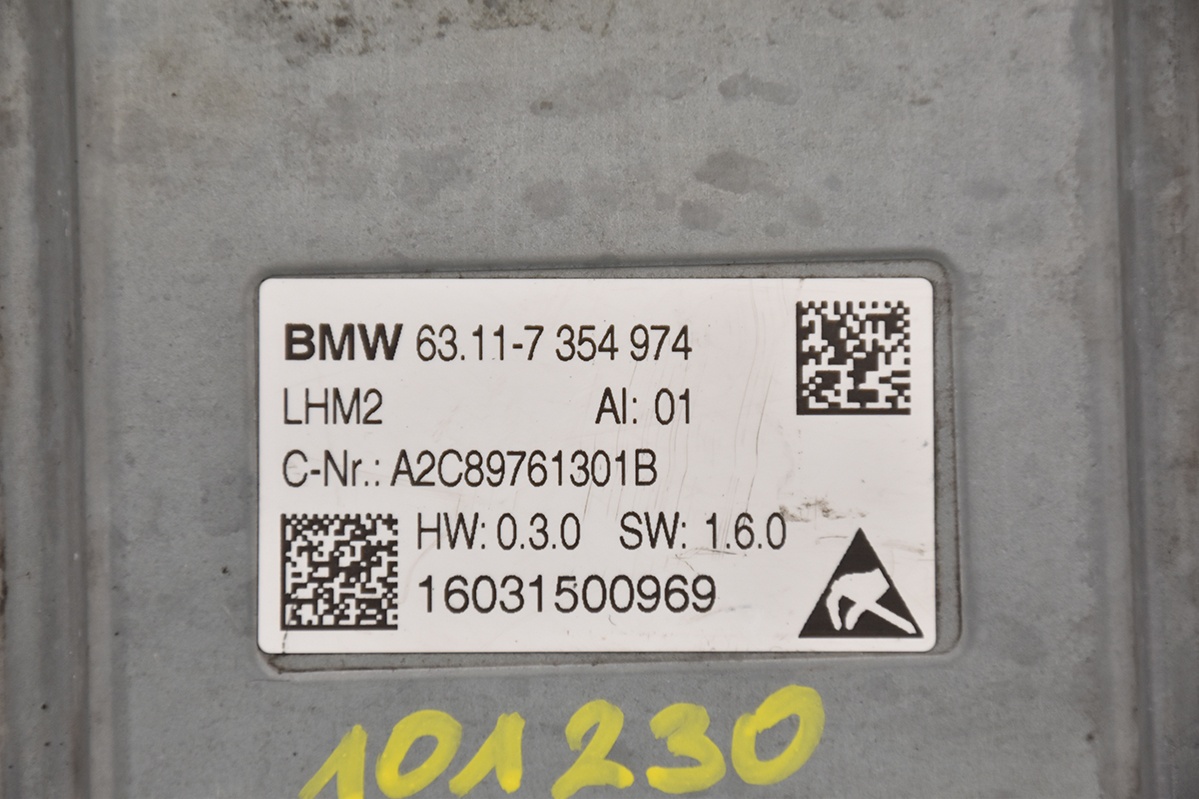 BMW 63.11-7 354 974
LHM2 AI: 01
C-Nr.: A2C89761301B
HW: 0.3.0 SW: 1.6.0
16031500969
101230